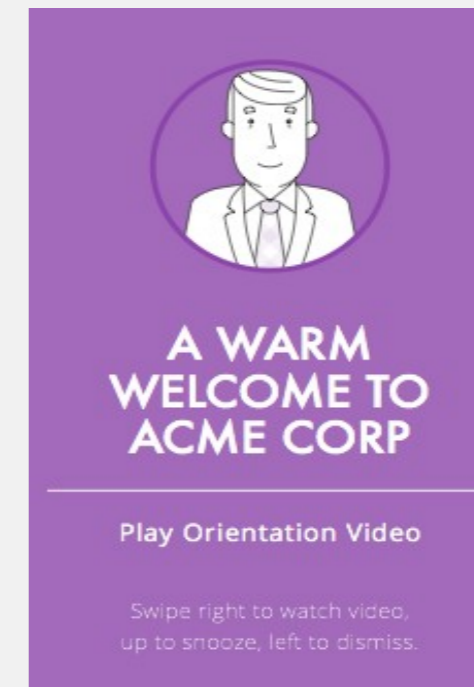 A WARM
WELCOME TO
ACME CORP
Play Orientation Video
Swipe right to watch video,
up to snooze, left to dismiss.